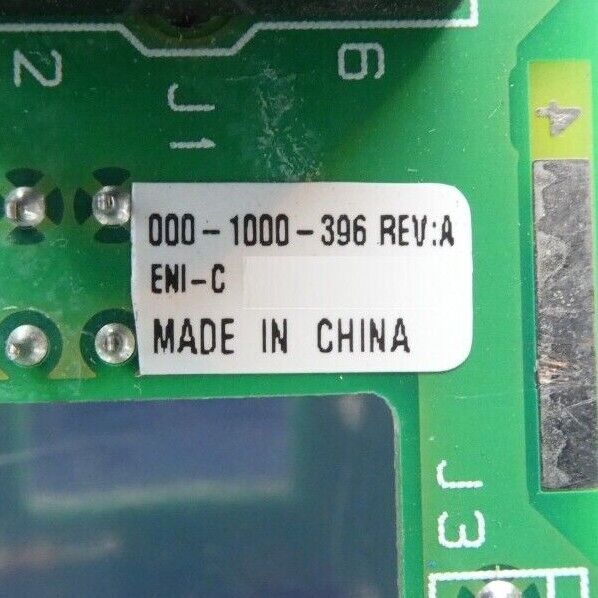 2
J1
6
4
000-1000-396 REV:A
ENI-C
MADE IN CHINA
J3